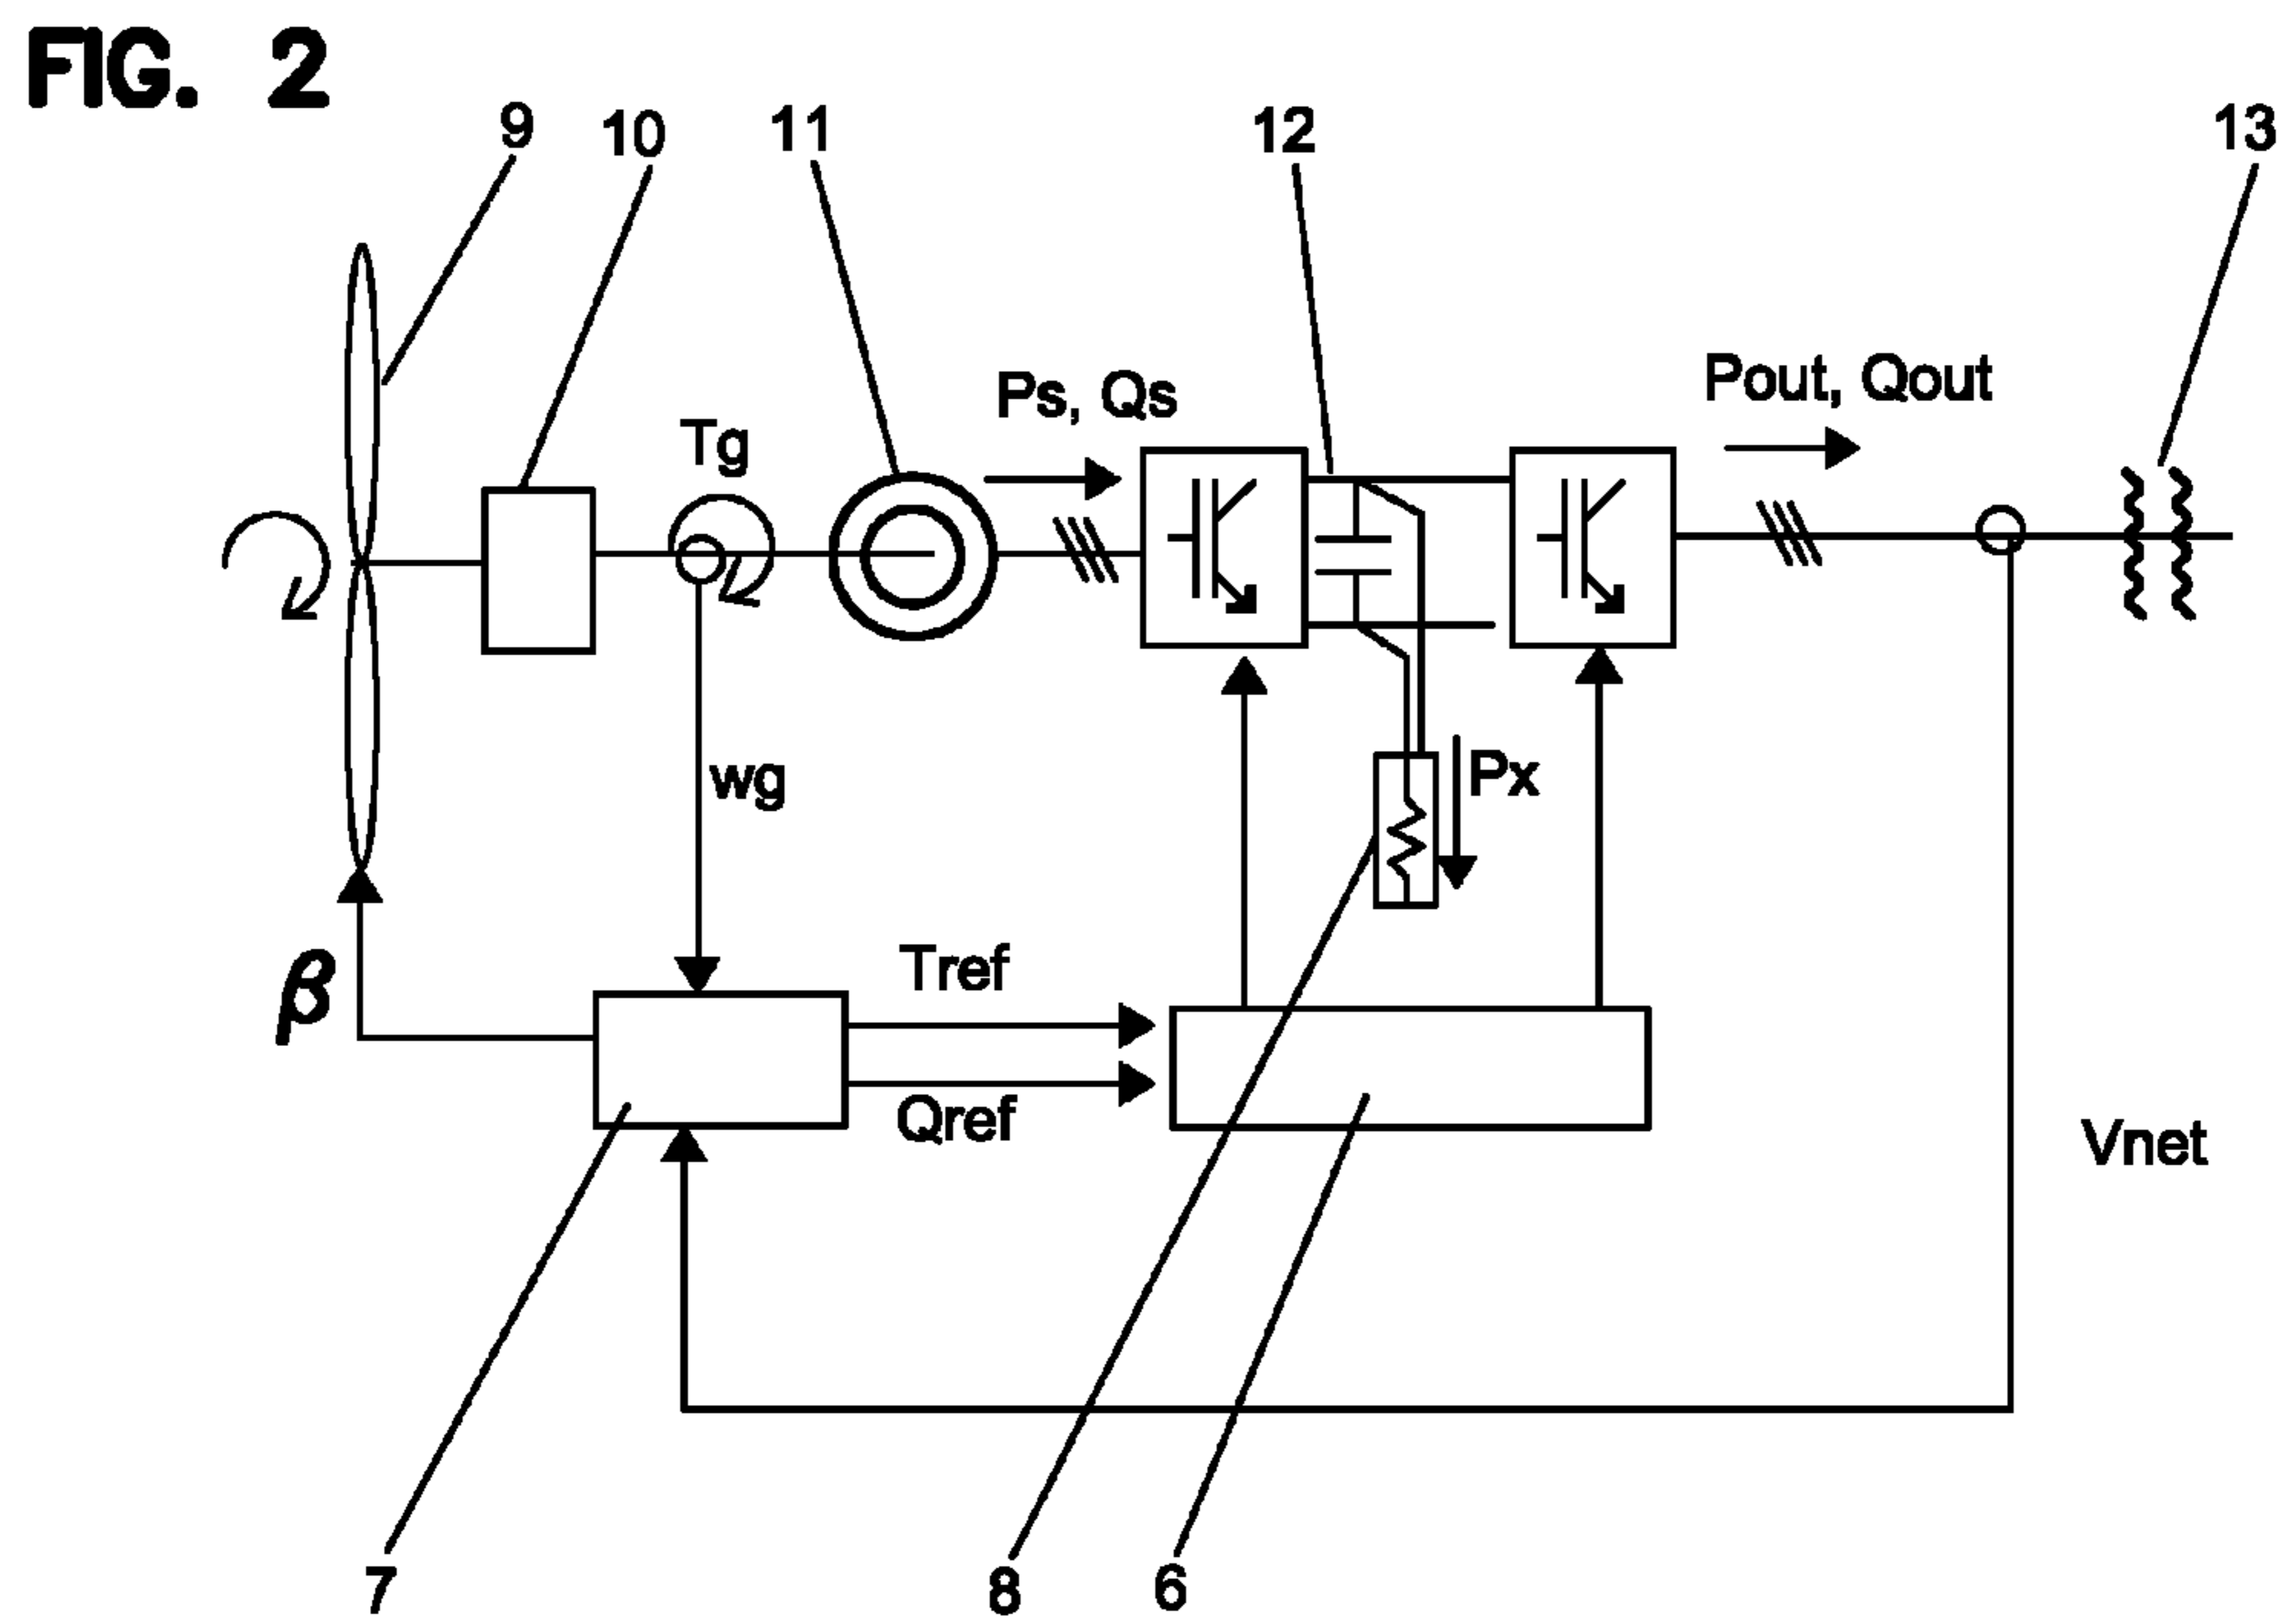 FIG. 2
9
10
11
12
13
Ps, Qs
Pout, Qout
Tg
wg
Px
β
Tref
Qref
Vnet
7
8
6